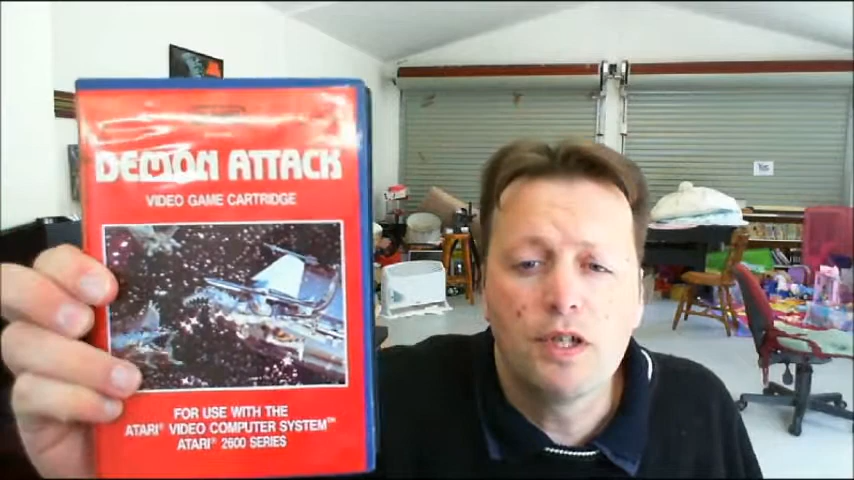 DEMON ATTACK
VIDEO GAME CARTRIDGE
FOR USE WITH THE
ATARI® VIDEO COMPUTER SYSTEM™
ATARI® 2600 SERIES